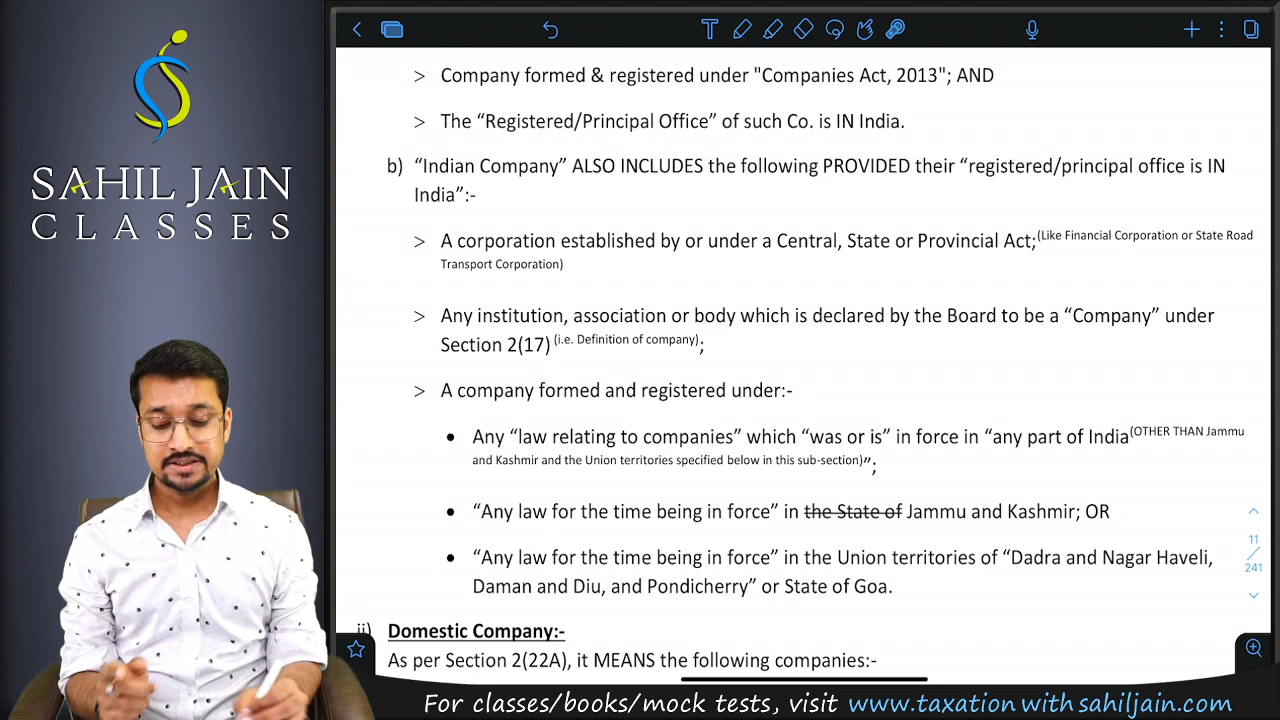 SAHIL JAIN
CLASSES
> Company formed & registered under "Companies Act, 2013"; AND
> The “Registered/Principal Office” of such Co. is IN India.
b) “Indian Company” ALSO INCLUDES the following PROVIDED their “registered/principal office is IN
India”:-
> A corporation established by or under a Central, State or Provincial Act;(Like Financial Corporation or State Road
Transport Corporation)
> Any institution, association or body which is declared by the Board to be a “Company” under
Section 2(17) (i.e. Definition of company);
> A company formed and registered under:-
• Any “law relating to companies” which “was or is” in force in “any part of India(OTHER THAN Jammu
and Kashmir and the Union territories specified below in this sub-section)”;
• “Any law for the time being in force” in the State of Jammu and Kashmir; OR
• “Any law for the time being in force” in the Union territories of “Dadra and Nagar Haveli,
Daman and Diu, and Pondicherry” or State of Goa.
11
/
241
ii) Domestic Company:-
As per Section 2(22A), it MEANS the following companies:-
For classes/books/mock tests, visit www.taxationwithsahiljain.com